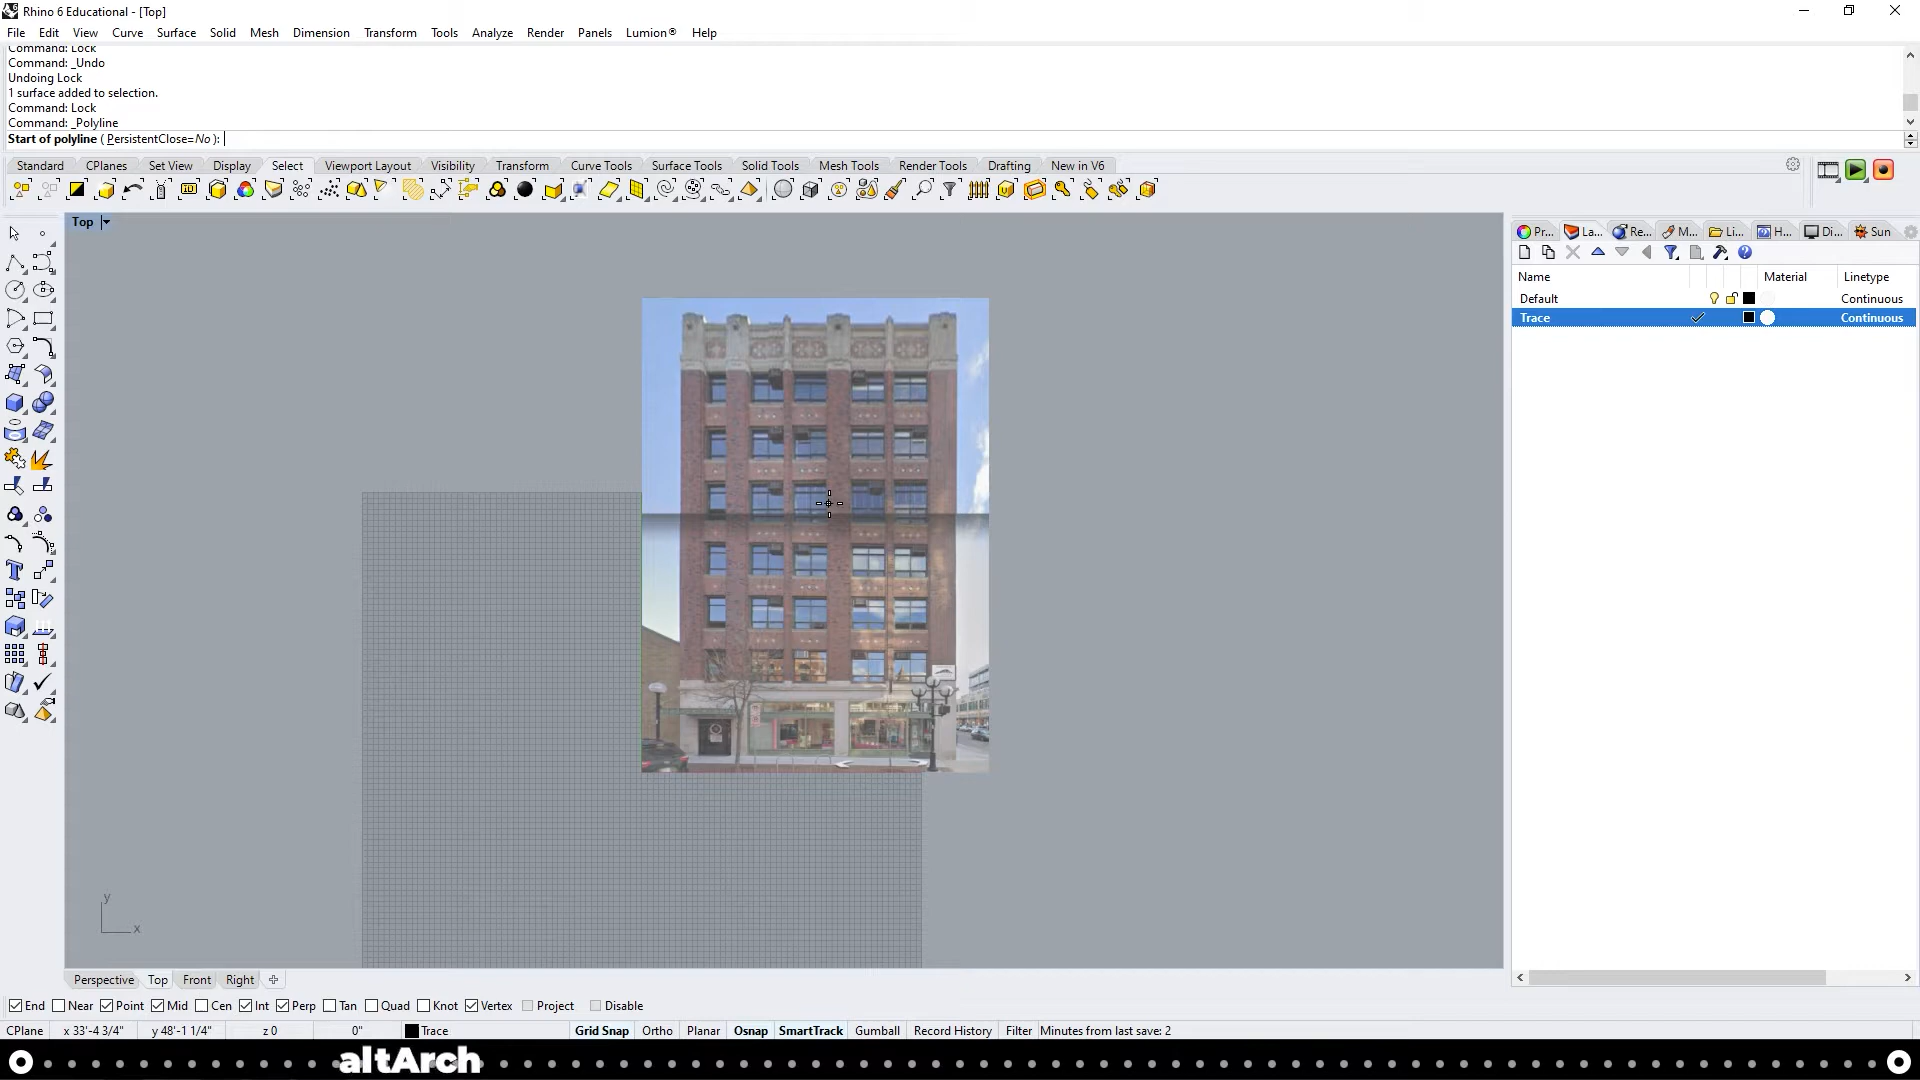 Rhino 6 Educational - [Top]
File Edit View Curve Surface Solid Mesh Dimension Transform Tools Analyze Render Panels Lumion® Help
Command: Lock
Command: _Undo
Undoing Lock
1 surface added to selection.
Command: Lock
Command: _Polyline
Start of polyline ( PersistentClose=No ):
Standard CPlanes Set View Display Select Viewport Layout Visibility Transform Curve Tools Surface Tools Solid Tools Mesh Tools Render Tools Drafting New in V6
Top
Pr... La... Re... M... Li... H... Di... Sun
Name Material Linetype
Default Continuous
Trace Continuous
y
x
Perspective Top Front Right
End Near Point Mid Cen Int Perp Tan Quad Knot Vertex Project Disable
CPlane x 33'-4 3/4" y 48'-1 1/4" z 0 0" Trace Grid Snap Ortho Planar Osnap SmartTrack Gumball Record History Filter Minutes from last save: 2
altArch